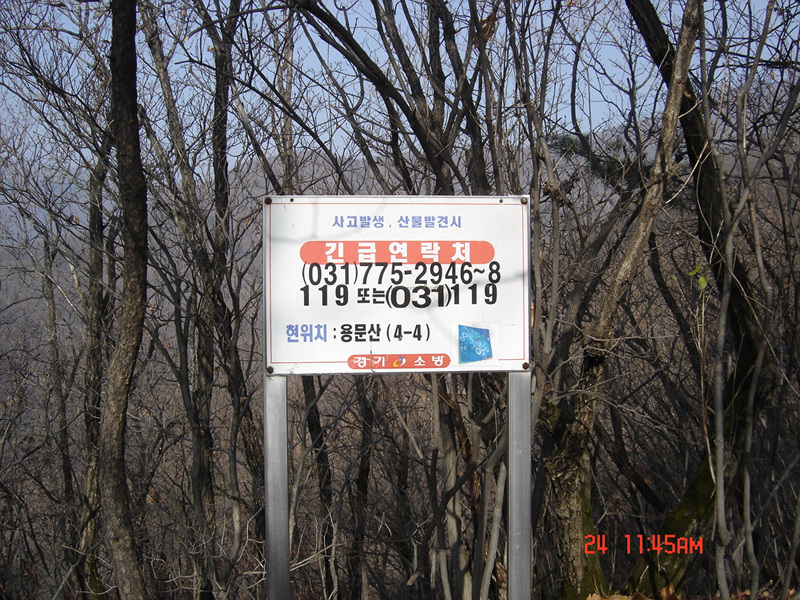 사고발생 , 산불발견시
긴급연락처
(031)775-2946~8
119 또는(031)119
현위치 : 용문산 (4-4)
경기 소방
24 11:45AM